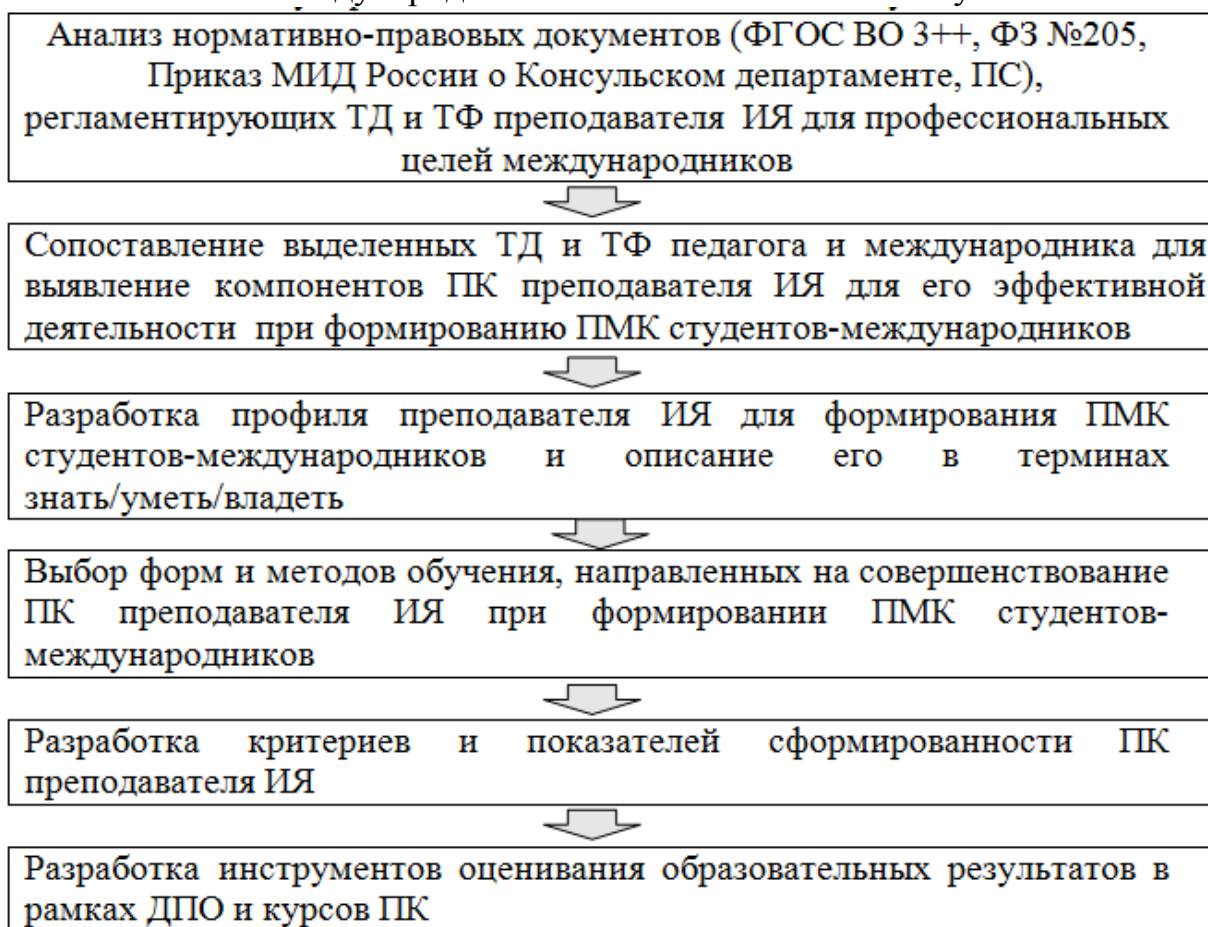 Анализ нормативно-правовых документов (ФГОС ВО 3++, ФЗ №205,
Приказ МИД России о Консульском департаменте, ПС),
регламентирующих ТД и ТФ преподавателя ИЯ для профессиональных
целей международников
Сопоставление выделенных ТД и ТФ педагога и международника для
выявление компонентов ПК преподавателя ИЯ для его эффективной
деятельности при формированию ПМК студентов-международников
Разработка профиля преподавателя ИЯ для формирования ПМК
студентов-международников и описание его в терминах
знать/уметь/владеть
Выбор форм и методов обучения, направленных на совершенствование
ПК преподавателя ИЯ при формировании ПМК студентов-
международников
Разработка критериев и показателей сформированности ПК
преподавателя ИЯ
Разработка инструментов оценивания образовательных результатов в
рамках ДПО и курсов ПК